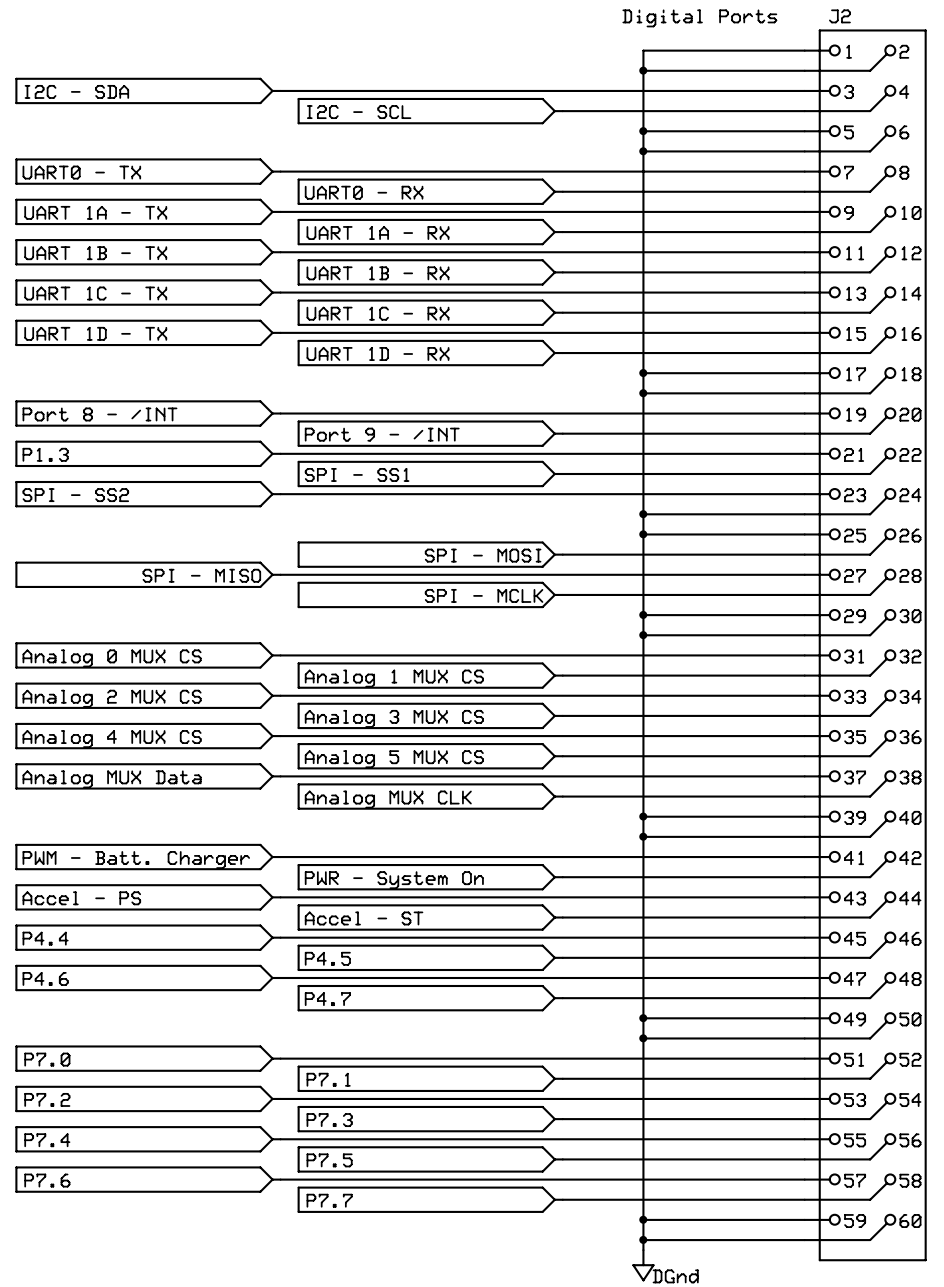 Digital Ports J2
1 2
I2C - SDA 3 4
I2C - SCL
5 6
UART0 - TX 7 8
UART0 - RX
UART 1A - TX 9 10
UART 1A - RX
UART 1B - TX 11 12
UART 1B - RX
UART 1C - TX 13 14
UART 1C - RX
UART 1D - TX 15 16
UART 1D - RX
17 18
Port 8 - /INT 19 20
Port 9 - /INT
P1.3 21 22
SPI - SS1
SPI - SS2 23 24
25 26
SPI - MOSI
SPI - MISO 27 28
SPI - MCLK
29 30
Analog 0 MUX CS 31 32
Analog 1 MUX CS
Analog 2 MUX CS 33 34
Analog 3 MUX CS
Analog 4 MUX CS 35 36
Analog 5 MUX CS
Analog MUX Data 37 38
Analog MUX CLK
39 40
PWM - Batt. Charger 41 42
PWR - System On
Accel - PS 43 44
Accel - ST
P4.4 45 46
P4.5
P4.6 47 48
P4.7
49 50
P7.0 51 52
P7.1
P7.2 53 54
P7.3
P7.4 55 56
P7.5
P7.6 57 58
P7.7
59 60
DGnd